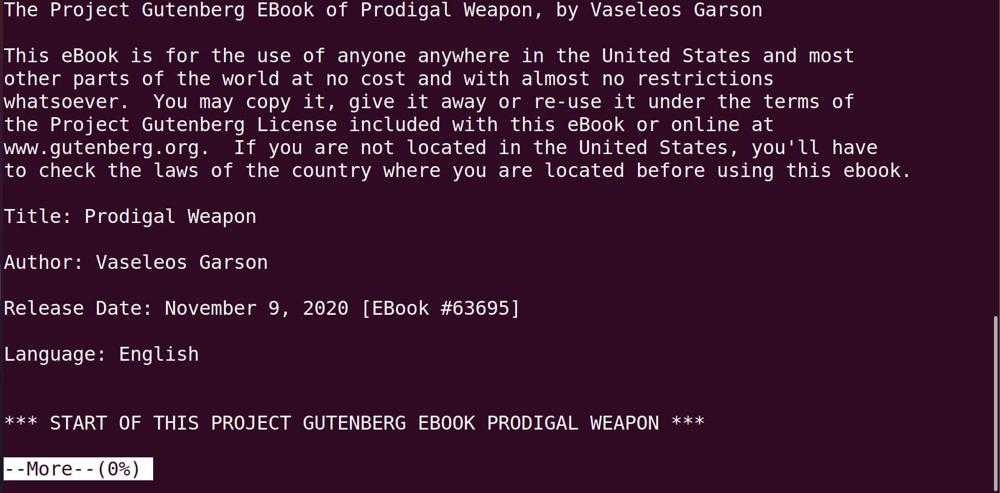 The Project Gutenberg EBook of Prodigal Weapon, by Vaseleos Garson
This eBook is for the use of anyone anywhere in the United States and most
other parts of the world at no cost and with almost no restrictions
whatsoever.  You may copy it, give it away or re-use it under the terms of
the Project Gutenberg License included with this eBook or online at
www.gutenberg.org.  If you are not located in the United States, you'll have
to check the laws of the country where you are located before using this ebook.
Title: Prodigal Weapon
Author: Vaseleos Garson
Release Date: November 9, 2020 [EBook #63695]
Language: English
*** START OF THIS PROJECT GUTENBERG EBOOK PRODIGAL WEAPON ***
--More--(0%)